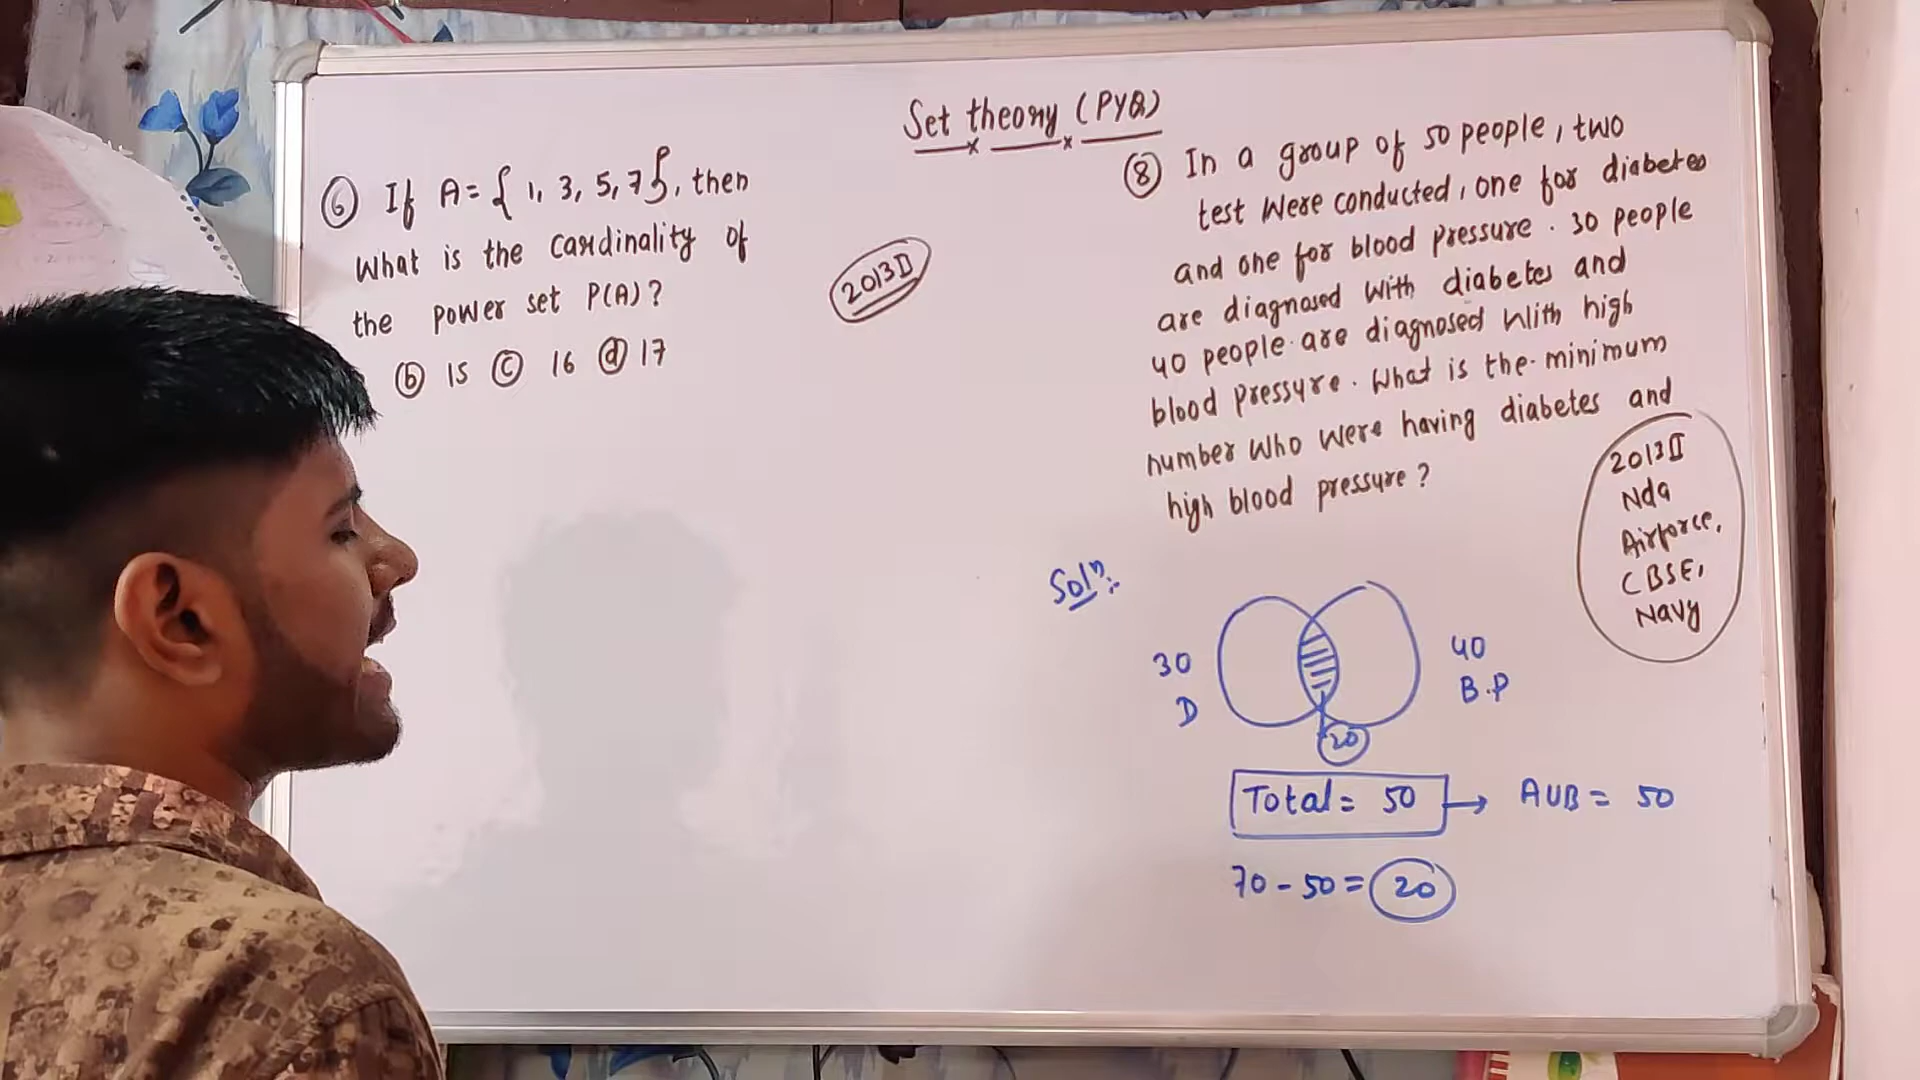 Set theory (PYQ)
⑥ If A = { 1, 3, 5, 7 }, then
What is the cardinality of
the power set P(A) ?
ⓑ 15 ⓒ 16 ⓓ 17
2013 II
⑧ In a group of 50 people, two
test Were conducted, one for diabetes
and one for blood pressure. 30 people
are diagnosed With diabetes and
40 people are diagnosed With high
blood pressure. What is the minimum
number Who Were having diabetes and
high blood pressure ?
2013 II
Nda
Airforce,
CBSE,
Navy
Solⁿ:
30
D
40
B.P
20
Total = 50 → AUB = 50
70 - 50 = 20